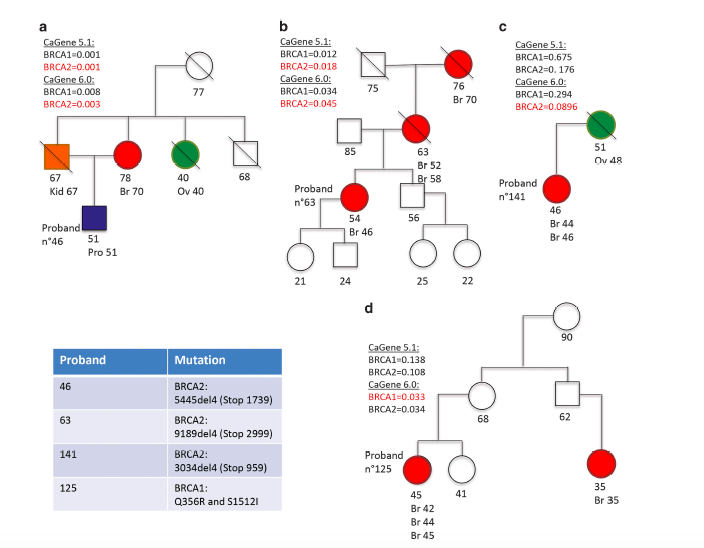 a
CaGene 5.1:
BRCA1=0.001
BRCA2=0.001
CaGene 6.0:
BRCA1=0.008
BRCA2=0.003
77
67
Kid 67
78
Br 70
40
Ov 40
68
Proband
n°46
51
Pro 51
b
CaGene 5.1:
BRCA1=0.012
BRCA2=0.018
CaGene 6.0:
BRCA1=0.034
BRCA2=0.045
75
76
Br 70
85
63
Br 52
Br 58
Proband
n°63
54
Br 46
56
21
24
25
22
c
CaGene 5.1:
BRCA1=0.675
BRCA2=0. 176
CaGene 6.0:
BRCA1=0.294
BRCA2=0.0896
51
Ov 48
Proband
n°141
46
Br 44
Br 46
d
CaGene 5.1:
BRCA1=0.138
BRCA2=0.108
CaGene 6.0:
BRCA1=0.033
BRCA2=0.034
90
68
62
Proband
n°125
45
Br 42
Br 44
Br 45
41
35
Br 35
Proband Mutation
46 BRCA2:
5445del4 (Stop 1739)
63 BRCA2:
9189del4 (Stop 2999)
141 BRCA2:
3034del4 (Stop 959)
125 BRCA1:
Q356R and S1512I